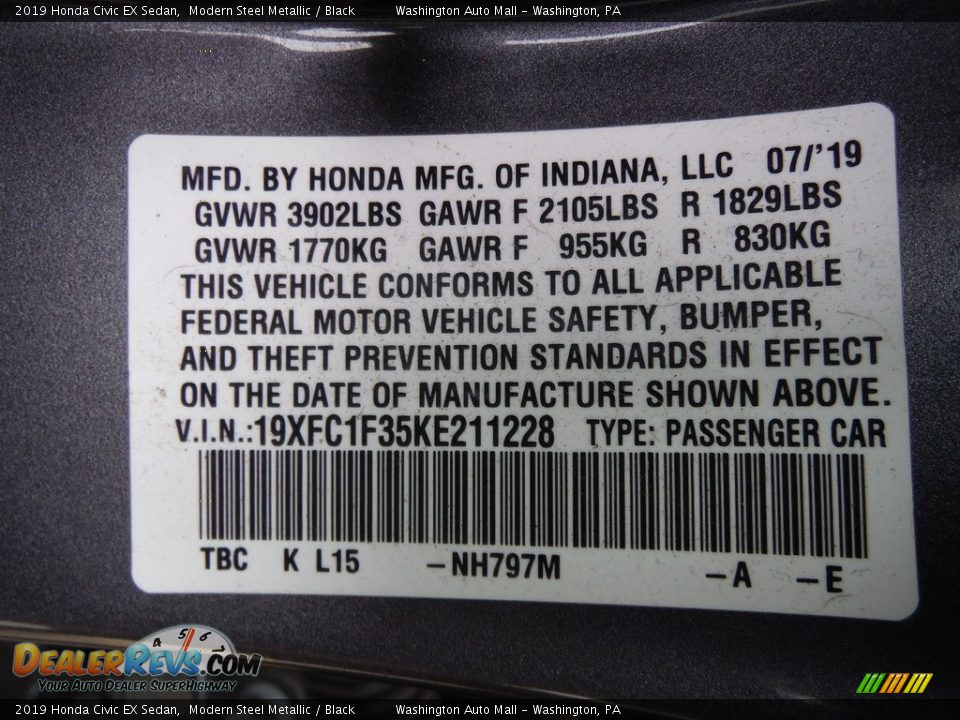 2019 Honda Civic EX Sedan, Modern Steel Metallic / Black Washington Auto Mall - Washington, PA
MFD. BY HONDA MFG. OF INDIANA, LLC 07/'19
GVWR 3902LBS GAWR F 2105LBS R 1829LBS
GVWR 1770KG GAWR F 955KG R 830KG
THIS VEHICLE CONFORMS TO ALL APPLICABLE
FEDERAL MOTOR VEHICLE SAFETY, BUMPER,
AND THEFT PREVENTION STANDARDS IN EFFECT
ON THE DATE OF MANUFACTURE SHOWN ABOVE.
V.I.N.:19XFC1F35KE211228 TYPE: PASSENGER CAR
TBC K L15 -NH797M -A -E
4 5 6 7
DEALERREVS.COM
YOUR AUTO DEALER SUPERHIGHWAY
2019 Honda Civic EX Sedan, Modern Steel Metallic / Black Washington Auto Mall - Washington, PA